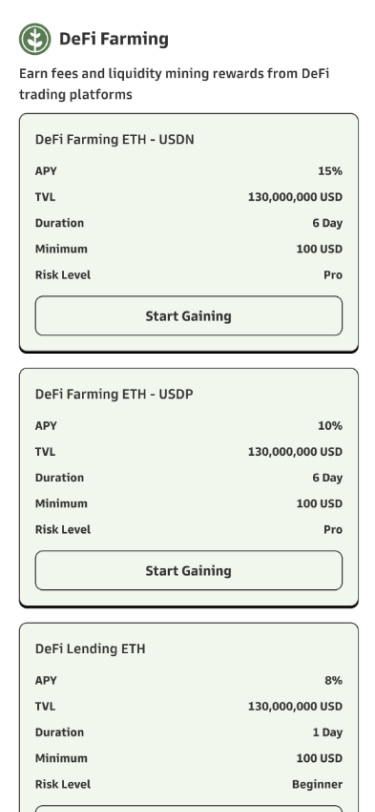 DeFi Farming
Earn fees and liquidity mining rewards from DeFi
trading platforms
DeFi Farming ETH - USDN
APY 15%
TVL 130,000,000 USD
Duration 6 Day
Minimum 100 USD
Risk Level Pro
Start Gaining
DeFi Farming ETH - USDP
APY 10%
TVL 130,000,000 USD
Duration 6 Day
Minimum 100 USD
Risk Level Pro
Start Gaining
DeFi Lending ETH
APY 8%
TVL 130,000,000 USD
Duration 1 Day
Minimum 100 USD
Risk Level Beginner